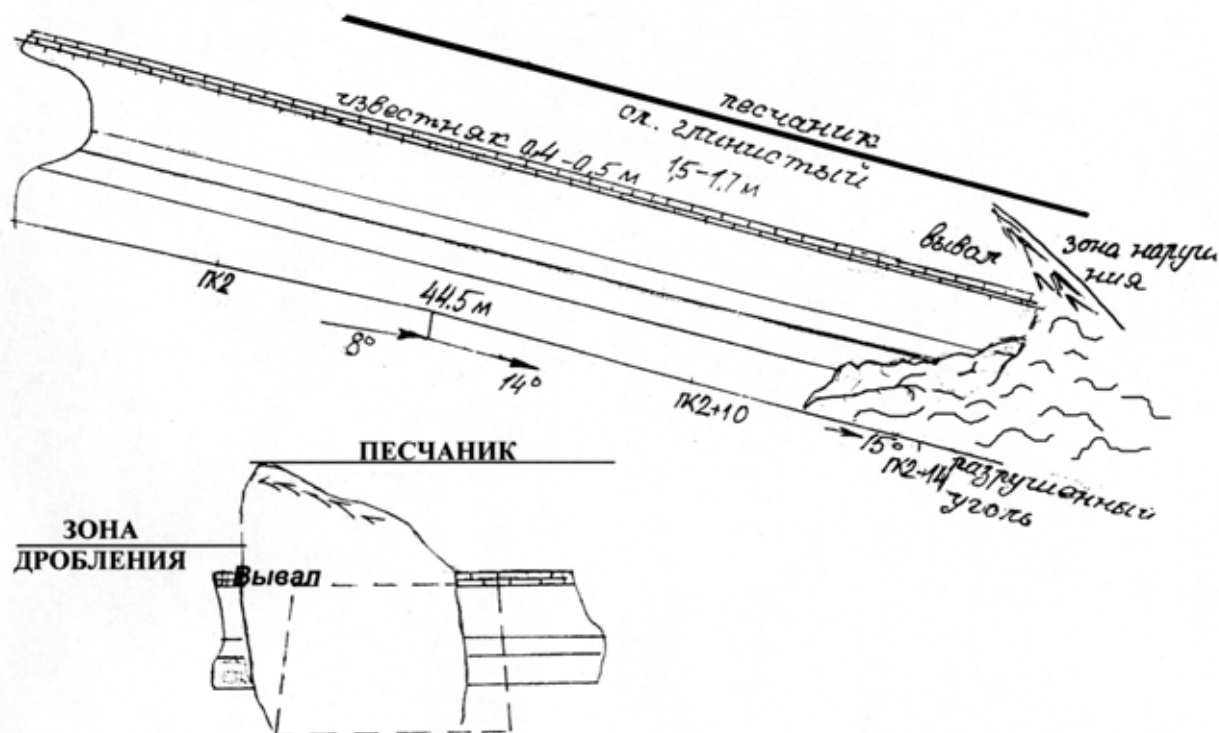 песчаник
сл. глинистый
известняк 0,4-0,5 м 1,5-1,7 м
вывал
зона наруше
ния
ПК2
44.5 м
8°
14°
ПК2+10
15°
ПК2+14
разрушенный
уголь
ПЕСЧАНИК
ЗОНА
ДРОБЛЕНИЯ
Вывал